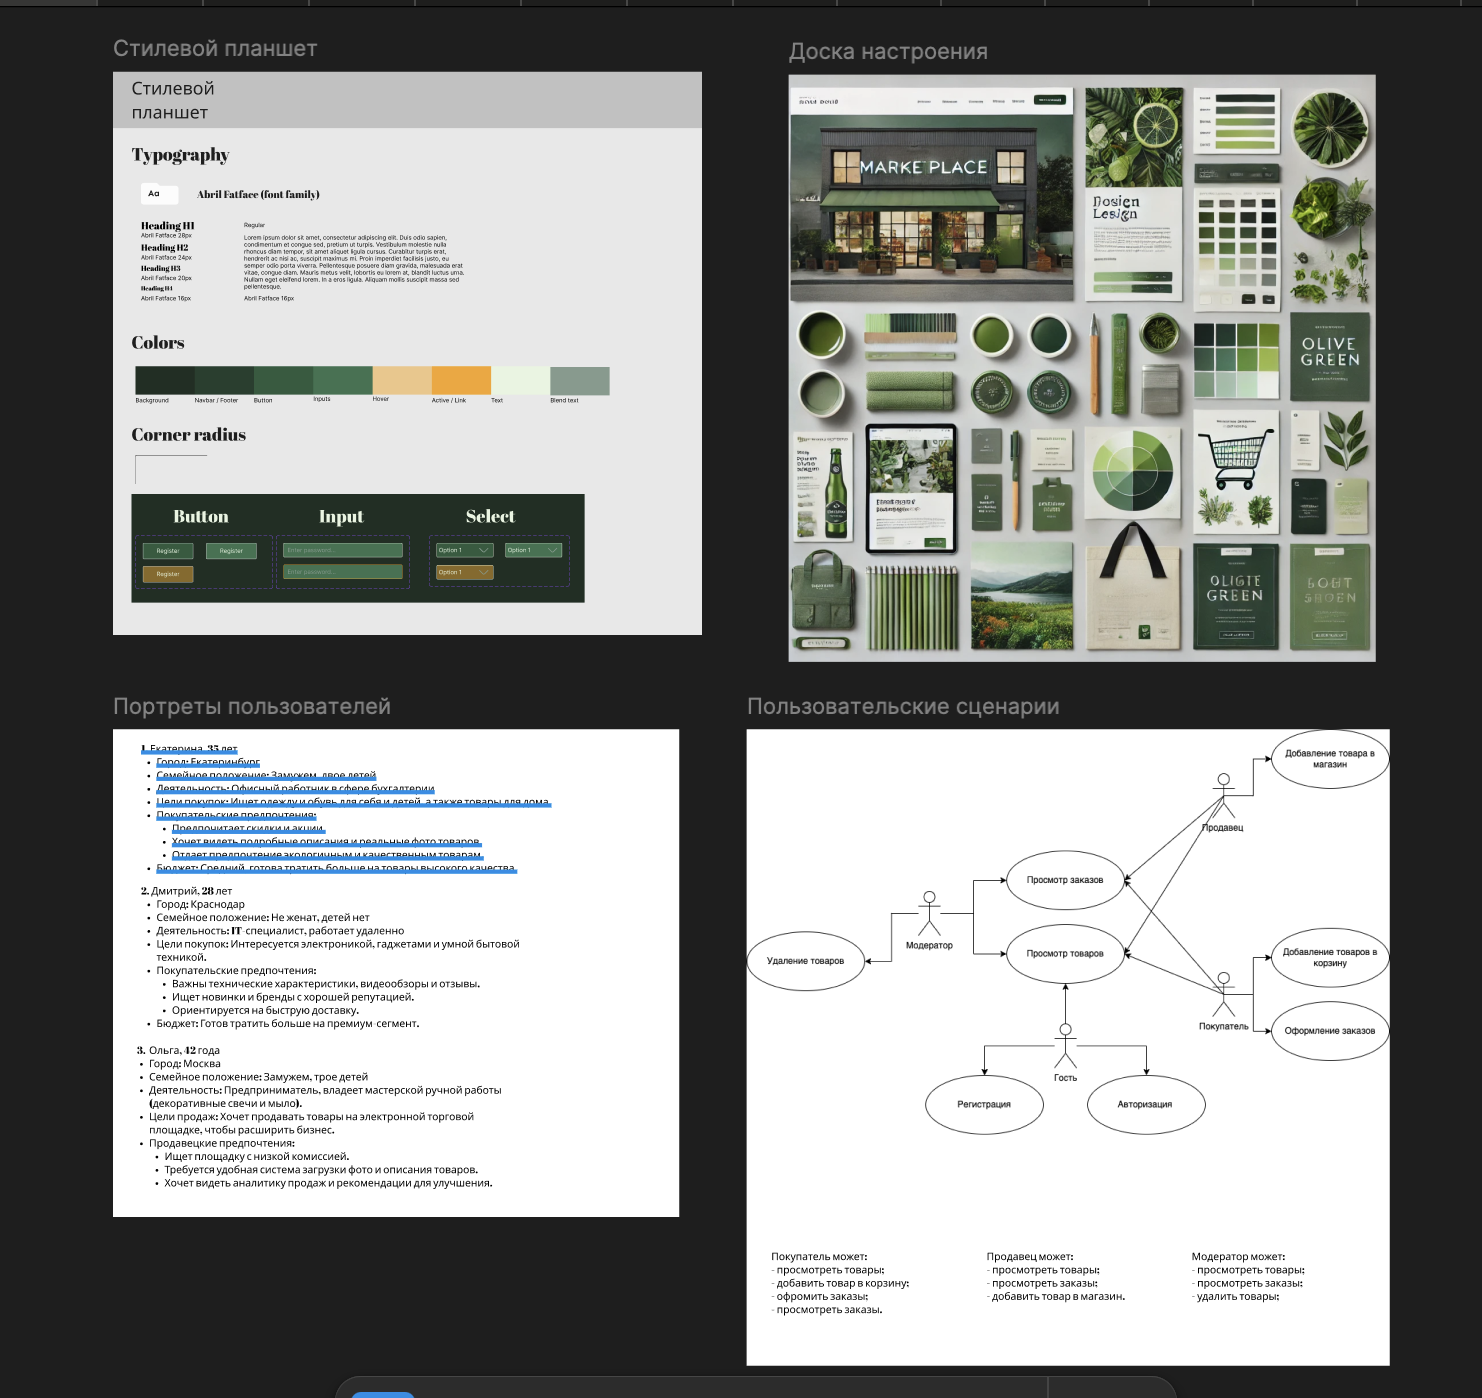 Стилевой планшет
Стилевой
планшет
Typography
Aa
Abril Fatface (font family)
Heading H1
Abril Fatface 28px
Heading H2
Abril Fatface 24px
Heading H3
Abril Fatface 20px
Heading H4
Abril Fatface 16px
Regular
Lorem ipsum dolor sit amet, consectetur adipiscing elit. Duis odio sapien,
condimentum et congue sed, pretium ut turpis. Vestibulum molestie nulla
rhoncus diam tempor, sit amet aliquet ligula cursus. Curabitur turpis erat,
hendrerit ac nisi ac, suscipit maximus mi. Proin imperdiet facilisis justo, eu
semper odio porta viverra. Pellentesque posuere diam gravida, malesuada erat
vitae, congue diam. Mauris metus velit, lobortis eu lorem at, blandit luctus urna.
Nullam eget eleifend lorem. In a eros ligula. Aliquam mollis suscipit massa sed
pellentesque.
Abril Fatface 16px
Colors
Background
Navbar / Footer
Button
Inputs
Hover
Active / Link
Text
Blend text
Corner radius
Button
Input
Select
Register
Register
Register
Enter password...
Enter password...
Option 1
Option 1
Option 1
Доска настроения
MARKE PLACE
OLIVE
GREEN
OLIGTE
GREEN
Портреты пользователей
1. Екатерина, 35 лет
• Город: Екатеринбург
• Семейное положение: Замужем, двое детей
• Деятельность: Офисный работник в сфере бухгалтерии
• Цели покупок: Ищет одежду и обувь для себя и детей, а также товары для дома.
• Покупательские предпочтения:
• Предпочитает скидки и акции.
• Хочет видеть подробные описания и реальные фото товаров.
• Отдает предпочтение экологичным и качественным товарам.
• Бюджет: Средний, готова тратить больше на товары высокого качества.
2. Дмитрий, 28 лет
• Город: Краснодар
• Семейное положение: Не женат, детей нет
• Деятельность: IT-специалист, работает удаленно
• Цели покупок: Интересуется электроникой, гаджетами и умной бытовой
техникой.
• Покупательские предпочтения:
• Важны технические характеристики, видеообзоры и отзывы.
• Ищет новинки и бренды с хорошей репутацией.
• Ориентируется на быструю доставку.
• Бюджет: Готов тратить больше на премиум-сегмент.
3. Ольга, 42 года
• Город: Москва
• Семейное положение: Замужем, трое детей
• Деятельность: Предприниматель, владеет мастерской ручной работы
(декоративные свечи и мыло).
• Цели продаж: Хочет продавать товары на электронной торговой
площадке, чтобы расширить бизнес.
• Продавецкие предпочтения:
• Ищет площадку с низкой комиссией.
• Требуется удобная система загрузки фото и описания товаров.
• Хочет видеть аналитику продаж и рекомендации для улучшения.
Пользовательские сценарии
Добавление товара в
магазин
Продавец
Просмотр заказов
Модератор
Удаление товаров
Просмотр товаров
Добавление товаров в
корзину
Покупатель
Оформление заказов
Гость
Регистрация
Авторизация
Покупатель может:
- просмотреть товары;
- добавить товар в корзину;
- офромить заказы;
- просмотреть заказы.
Продавец может:
- просмотреть товары;
- просмотреть заказы;
- добавить товар в магазин.
Модератор может:
- просмотреть товары;
- просмотреть заказы;
- удалить товары;